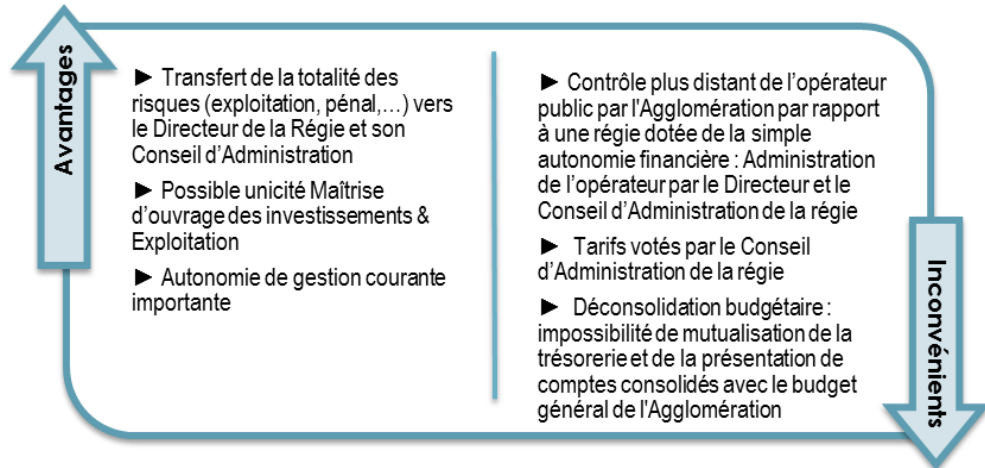 Avantages
► Transfert de la totalité des
risques (exploitation, pénal,…) vers
le Directeur de la Régie et son
Conseil d’Administration
► Possible unicité Maîtrise
d’ouvrage des investissements &
Exploitation
► Autonomie de gestion courante
importante
► Contrôle plus distant de l’opérateur
public par l'Agglomération par rapport
à une régie dotée de la simple
autonomie financière : Administration
de l’opérateur par le Directeur et le
Conseil d’Administration de la régie
► Tarifs votés par le Conseil
d’Administration de la régie
► Déconsolidation budgétaire :
impossibilité de mutualisation de la
trésorerie et de la présentation de
comptes consolidés avec le budget
général de l'Agglomération
Inconvénients